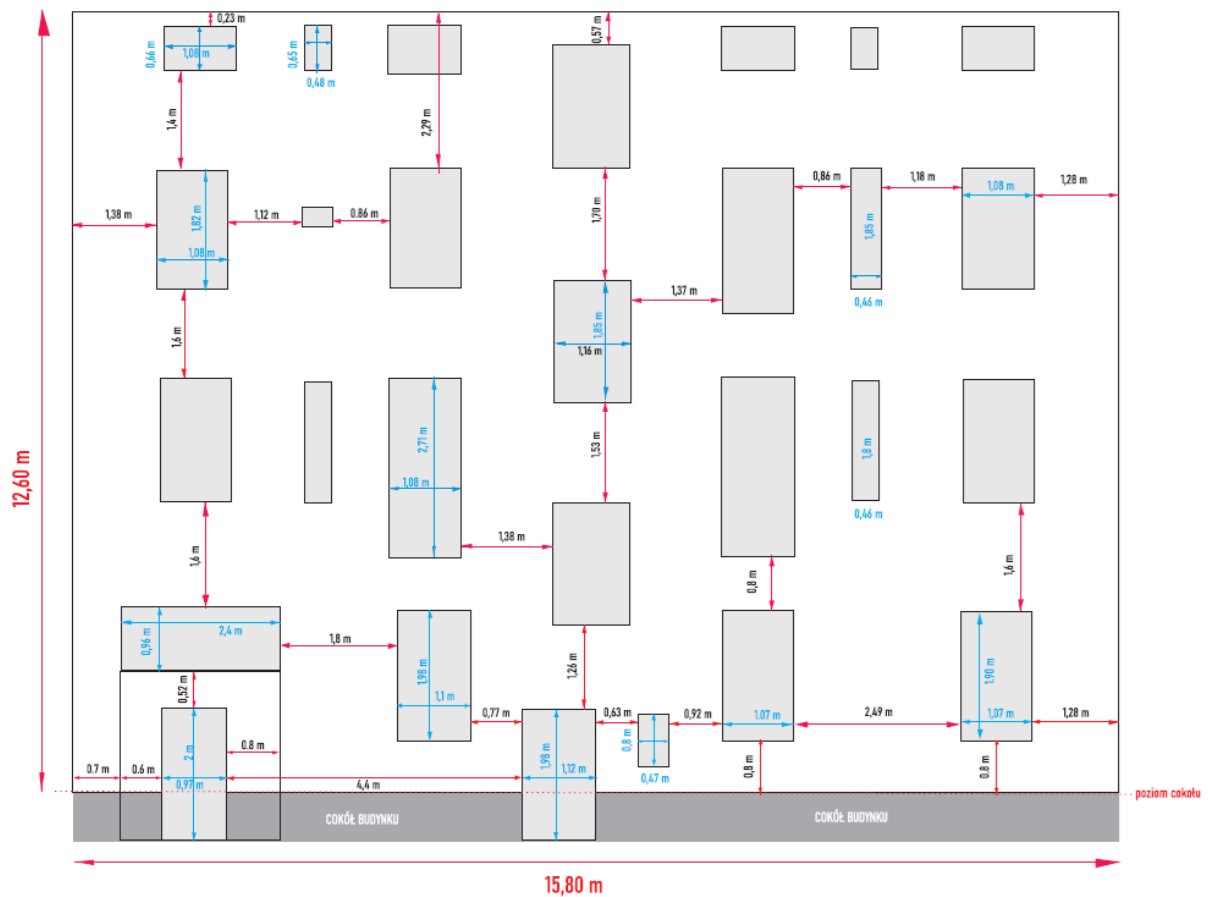 0,23 m
0,57 m
0,66 m
1,08 m
0,65 m
0,48 m
1,4 m
2,29 m
1,38 m
1,82 m
1,08 m
1,12 m
0.86 m
1,70 m
0,86 m
1,18 m
1,08 m
1,28 m
1,85 m
0,46 m
1,37 m
1,85 m
1,16 m
1,6 m
12,60 m
2,71 m
1,08 m
1,53 m
1,8 m
0,46 m
1,6 m
1,38 m
0,8 m
1,6 m
0,96 m
2,4 m
1,8 m
1,98 m
1,1 m
1,26 m
0,52 m
0,77 m
0,63 m
0,8 m
0,47 m
0,92 m
1.07 m
2,49 m
1.90 m
1,07 m
1,28 m
0.7 m
0.6 m
2 m
0,97 m
0.8 m
4,4 m
1,98 m
1,12 m
0,8 m
0.8 m
poziom cokołu
COKÓŁ BUDYNKU
COKÓŁ BUDYNKU
15,80 m